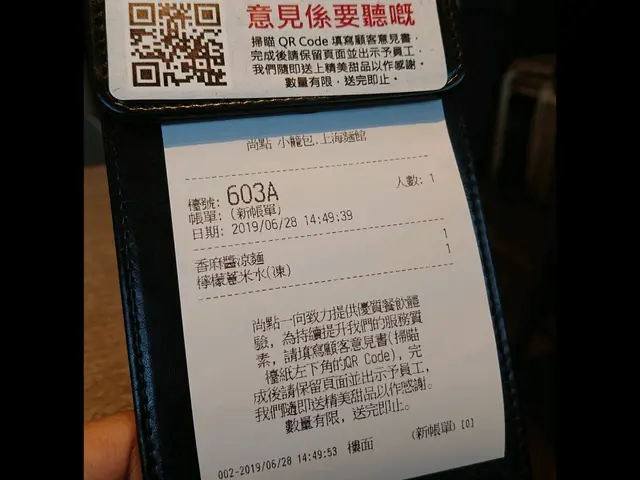 意見係要聽嘅
掃瞄 QR Code 填寫顧客意見書,
完成後請保留頁面並出示予員工,
我們隨即送上精美甜品以作感謝。
數量有限,送完即止。
尚點 小籠包.上海麵館
檯號: 603A 人數: 1
帳單: (新帳單)
日期: 2019/06/28 14:49:39
香麻醬涼麵 1
檸檬薏米水(凍) 1
尚點一向致力提供優質餐飲體
驗, 為持續提升我們的服務質
素, 請填寫顧客意見書(掃瞄
檯紙左下角的QR Code), 完
成後請保留頁面並出示予員工,
我們隨即送精美甜品以作感謝。
數量有限, 送完即止。
002-2019/06/28 14:49:53 樓面 (新帳單) [0]